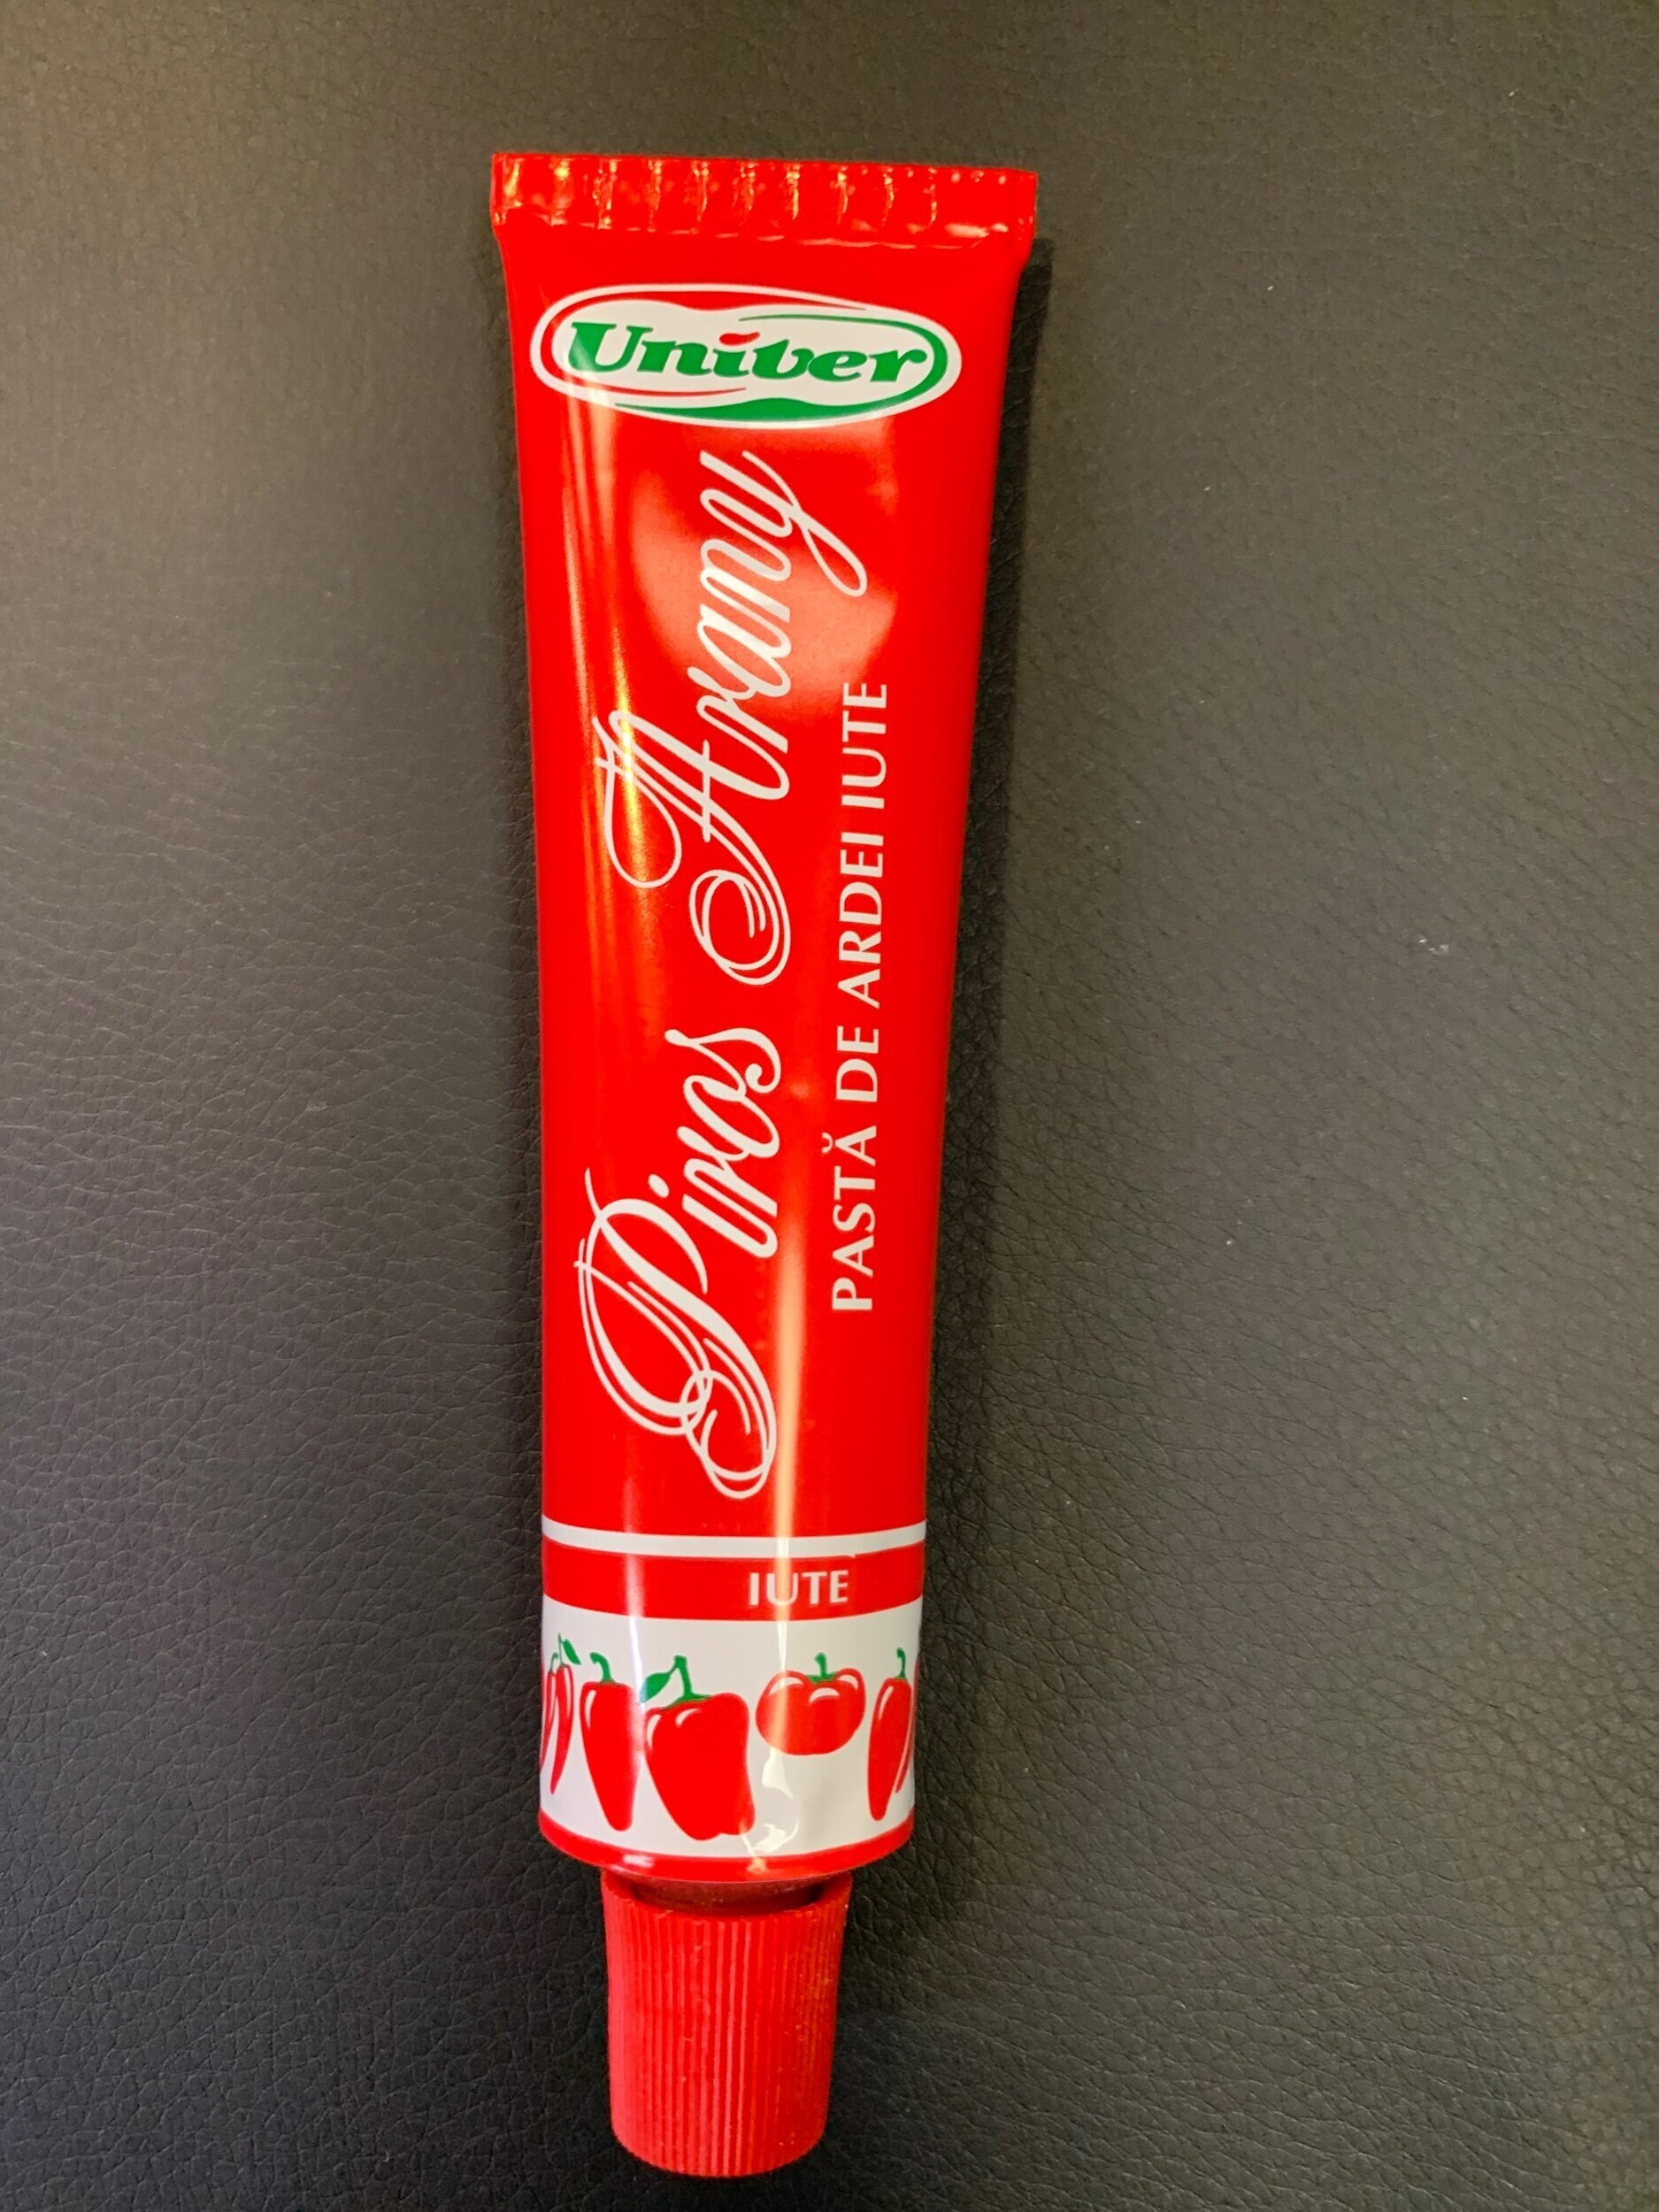 Univer
Piros Arany
PASTĂ DE ARDEI IUTE
IUTE